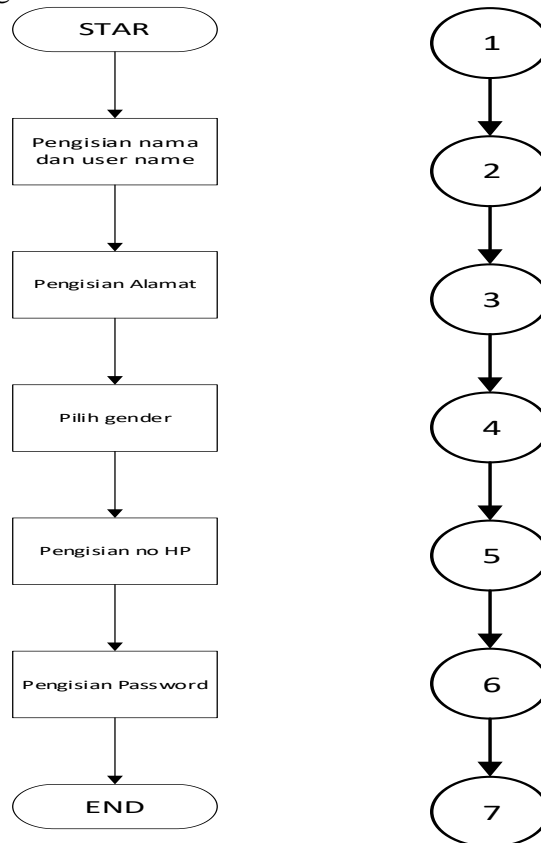 STAR
Pengisian nama
dan user name
Pengisian Alamat
Pilih gender
Pengisian no HP
Pengisian Password
END
1
2
3
4
5
6
7